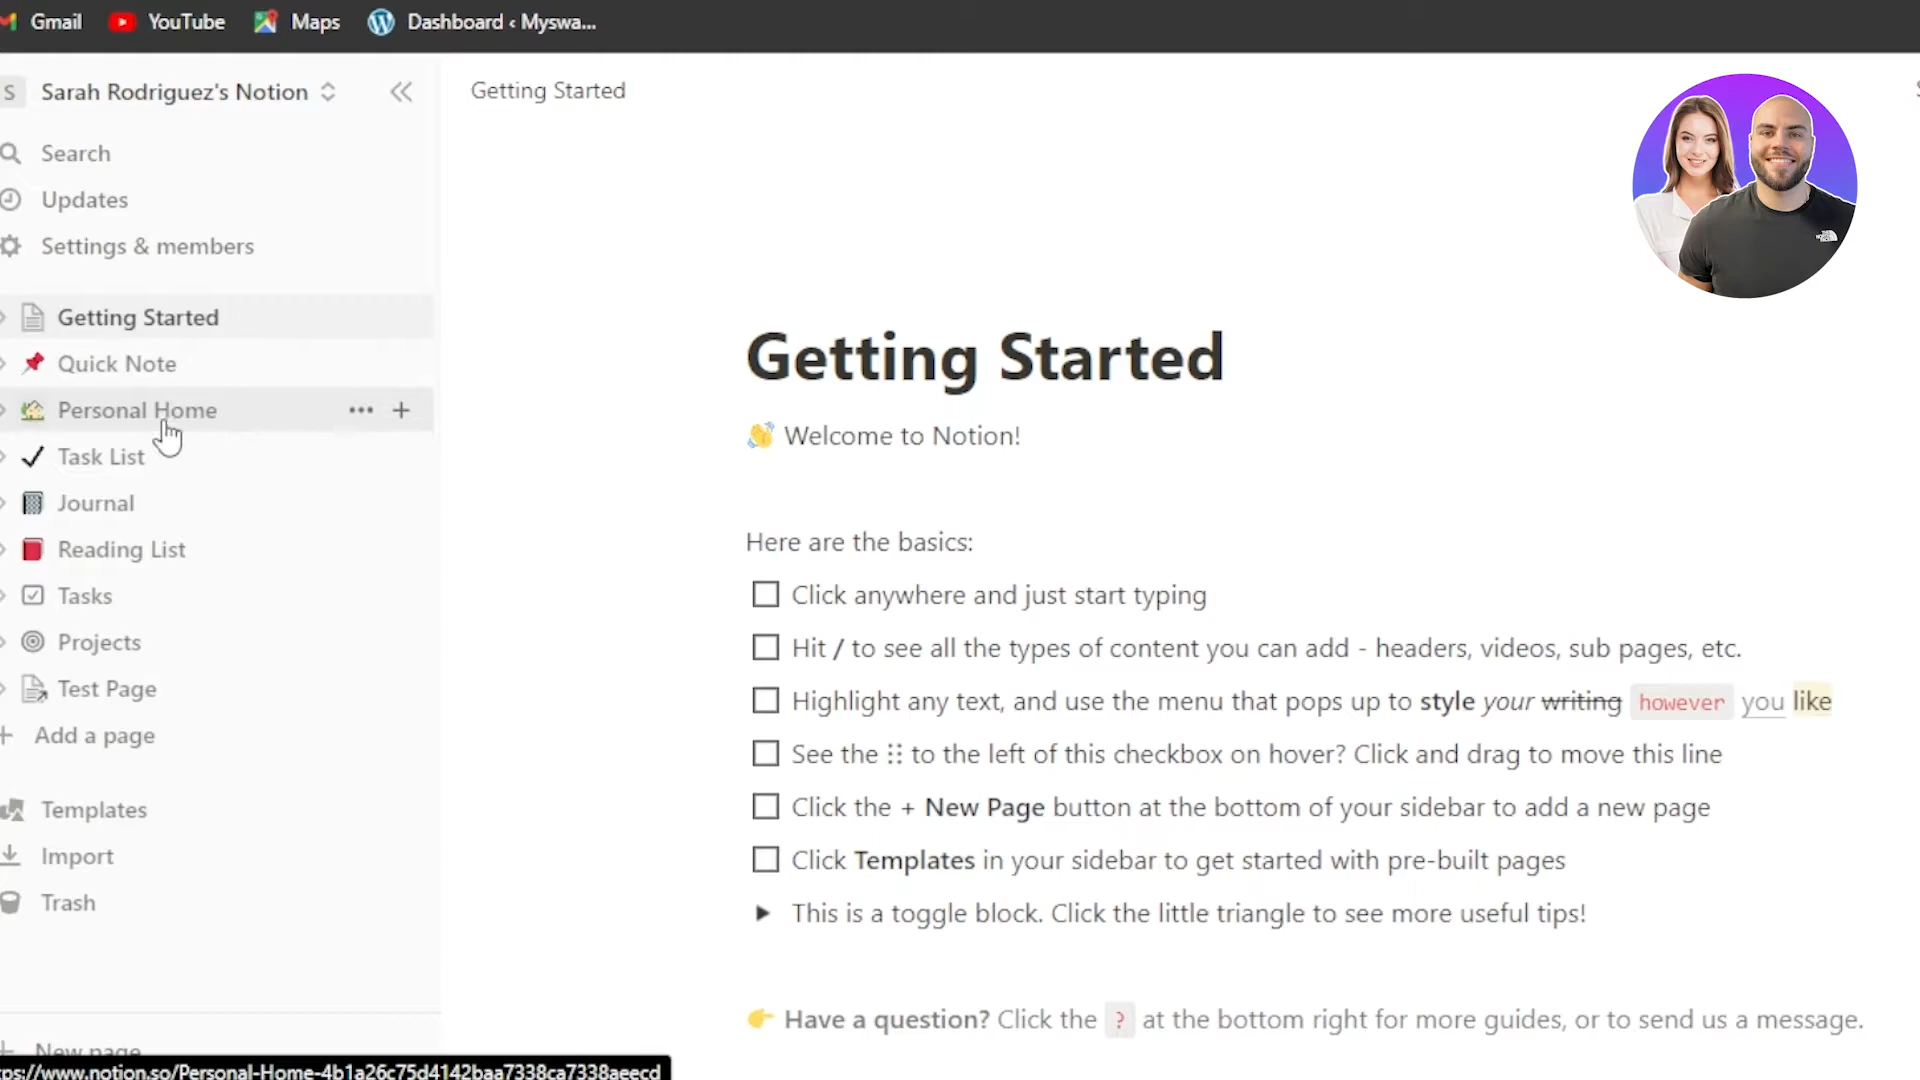 Gmail YouTube Maps Dashboard ‹ Myswa...
S Sarah Rodriguez's Notion
Getting Started
Search
Updates
Settings & members
Getting Started
Quick Note
Personal Home
Task List
Journal
Reading List
Tasks
Projects
Test Page
+ Add a page
Templates
Import
Trash
New page
ps://www.notion.so/Personal-Home-4b1a26c75d4142baa7338ca7338aeecd
THE NORTH FACE
Getting Started
👋 Welcome to Notion!
Here are the basics:
Click anywhere and just start typing
Hit / to see all the types of content you can add - headers, videos, sub pages, etc.
Highlight any text, and use the menu that pops up to style your writing however you like
See the ⋮⋮ to the left of this checkbox on hover? Click and drag to move this line
Click the + New Page button at the bottom of your sidebar to add a new page
Click Templates in your sidebar to get started with pre-built pages
This is a toggle block. Click the little triangle to see more useful tips!
👉 Have a question? Click the ? at the bottom right for more guides, or to send us a message.